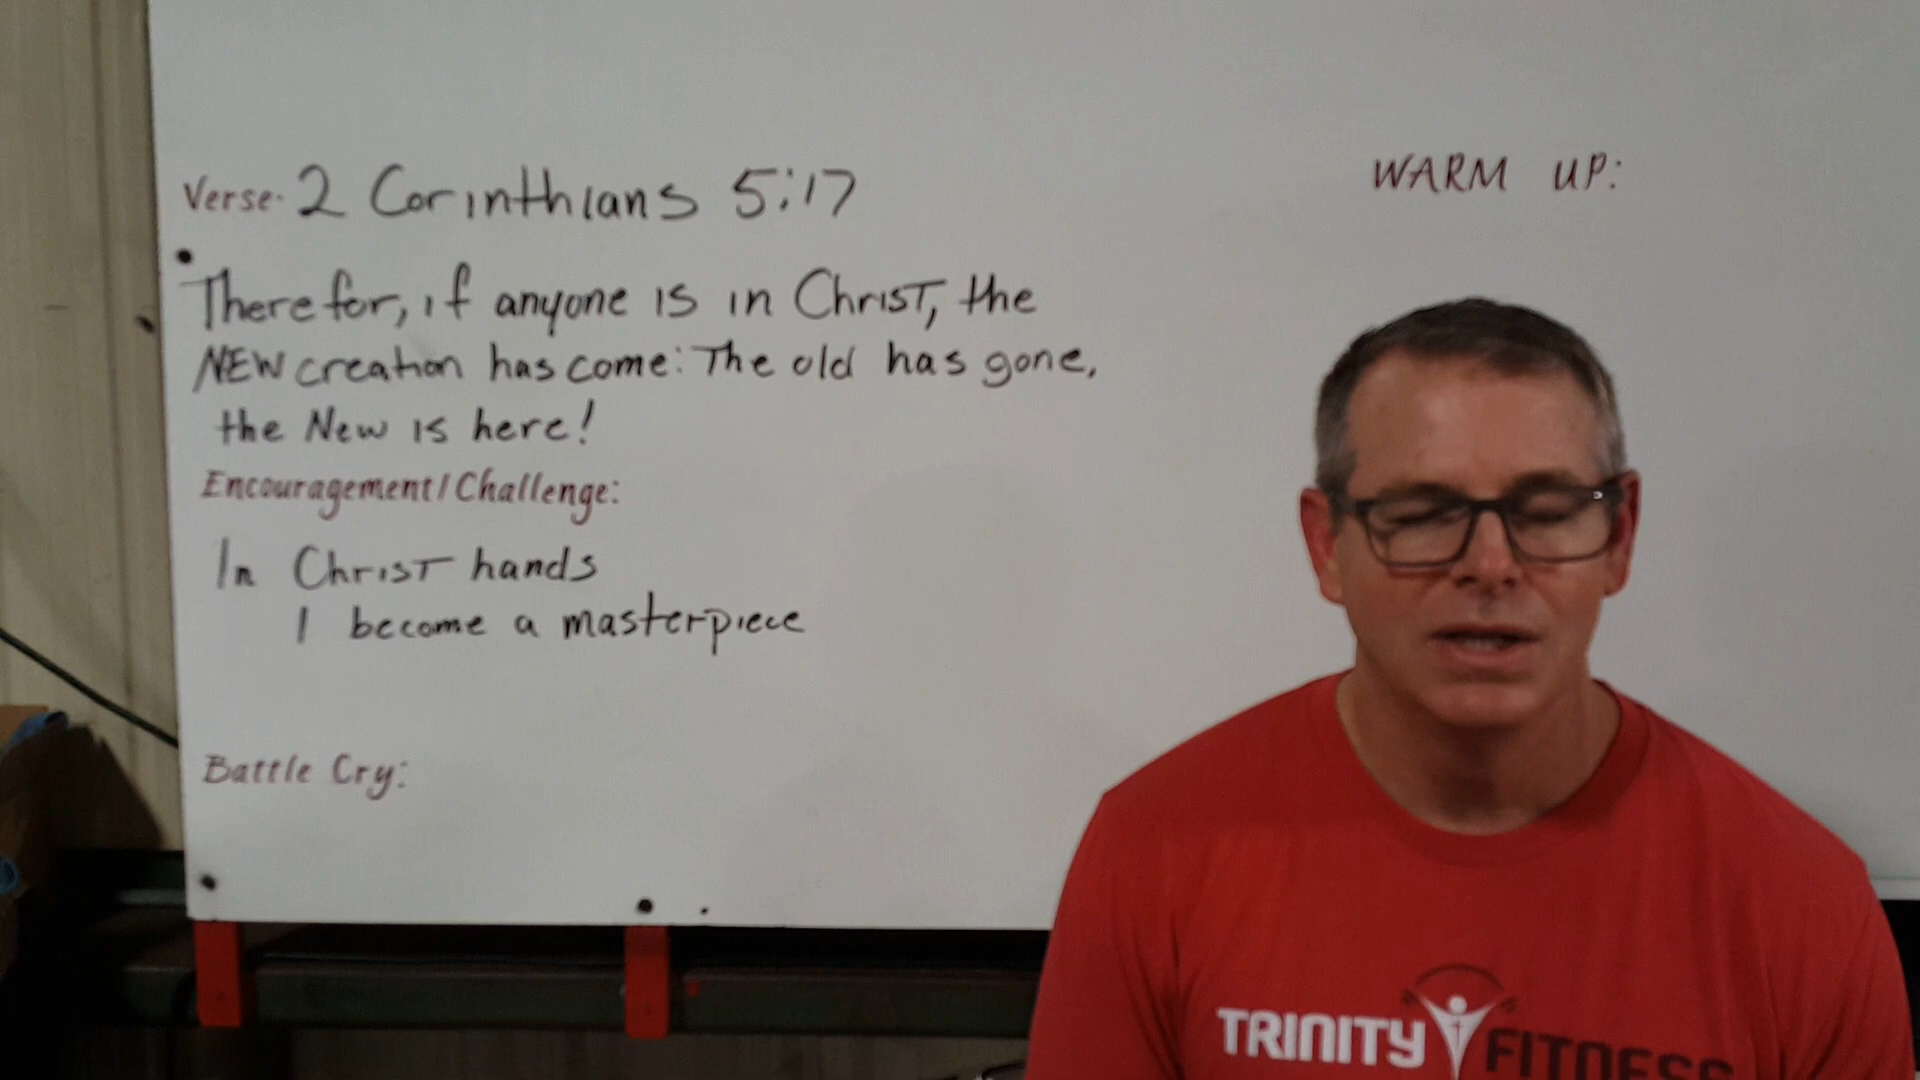 Verse: 2 Corinthians 5:17
Therefor, if anyone is in Christ, the
NEW creation has come: The old has gone,
the New is here!
Encouragement/Challenge:
In Christ hands
I become a masterpiece
Battle Cry:
WARM UP:
TRINITY FITNESS